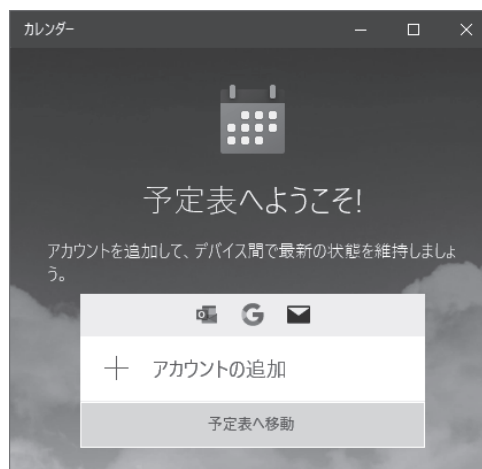 カレンダー
予定表へようこそ!
アカウントを追加して、デバイス間で最新の状態を維持しましょ
う。
G
アカウントの追加
予定表へ移動